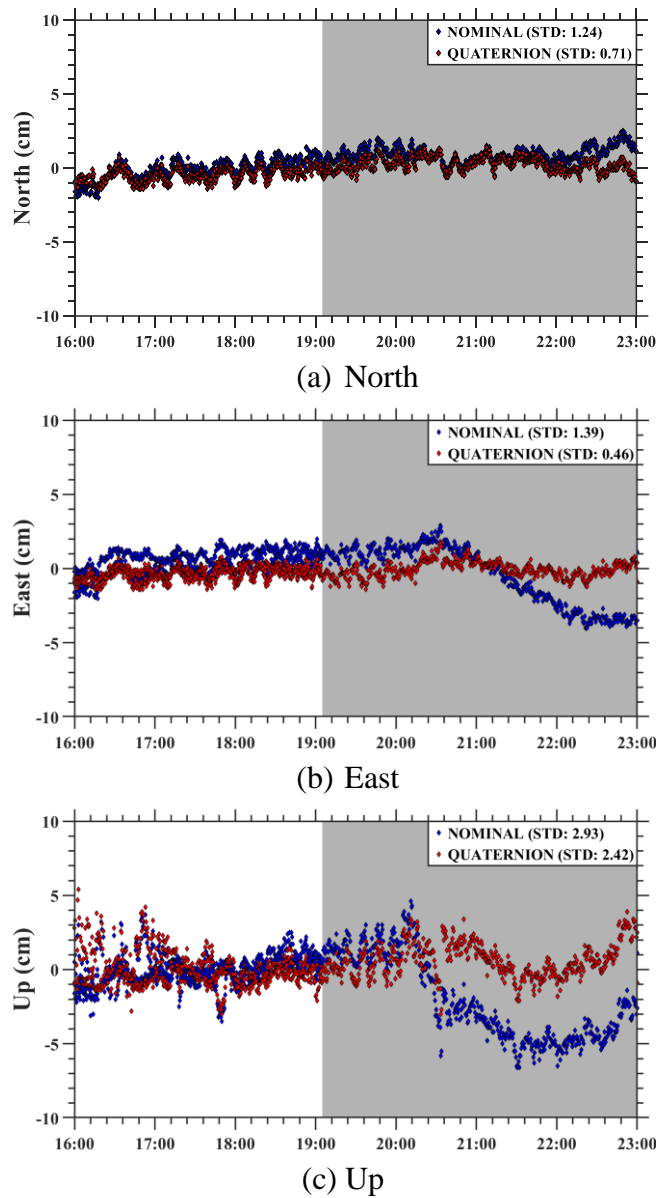 NOMINAL (STD: 1.24)
QUATERNION (STD: 0.71)
10
5
0
-5
-10
North (cm)
16:00 17:00 18:00 19:00 20:00 21:00 22:00 23:00
(a) North
NOMINAL (STD: 1.39)
QUATERNION (STD: 0.46)
10
5
0
-5
-10
East (cm)
16:00 17:00 18:00 19:00 20:00 21:00 22:00 23:00
(b) East
NOMINAL (STD: 2.93)
QUATERNION (STD: 2.42)
10
5
0
-5
-10
Up (cm)
16:00 17:00 18:00 19:00 20:00 21:00 22:00 23:00
(c) Up